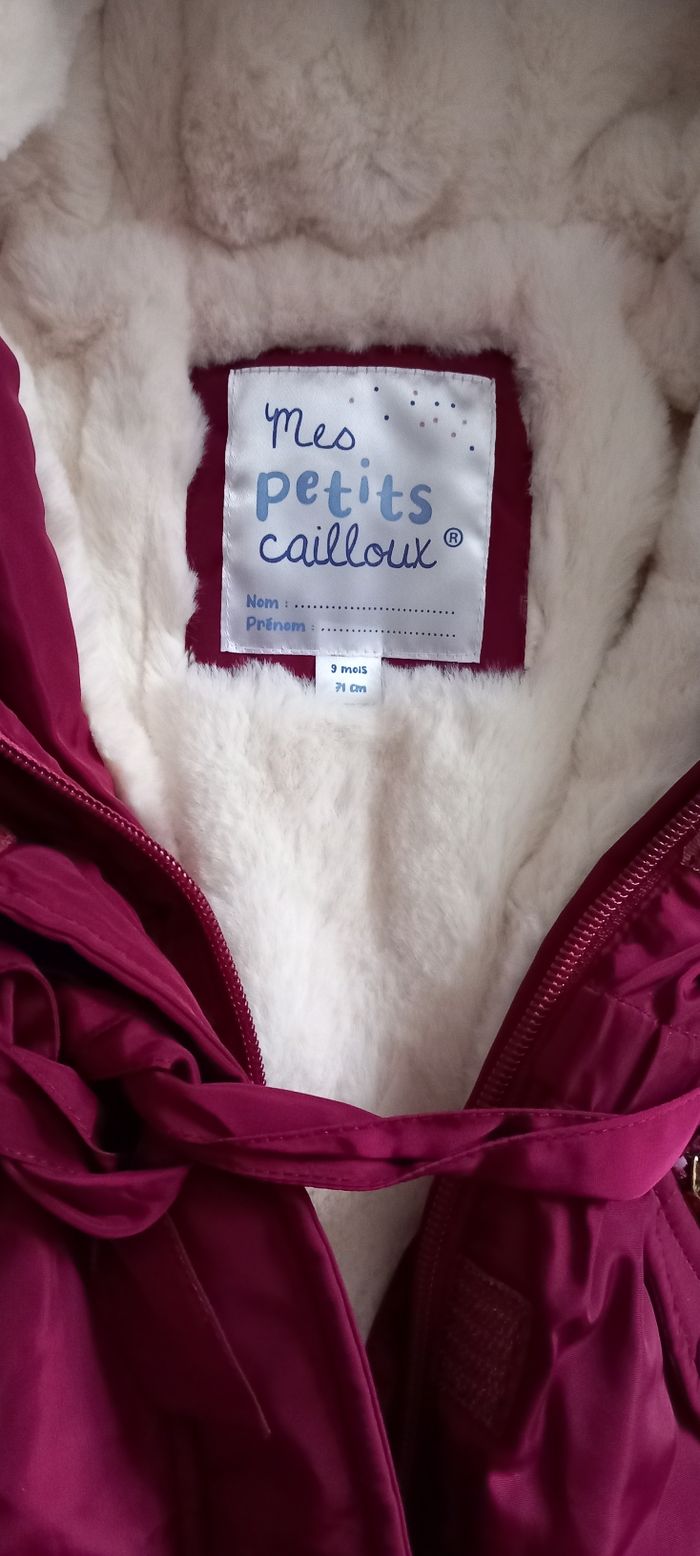 Mes
petits
cailloux®
Nom : ..............................
Prénom : .........................
9 mois
71 cm